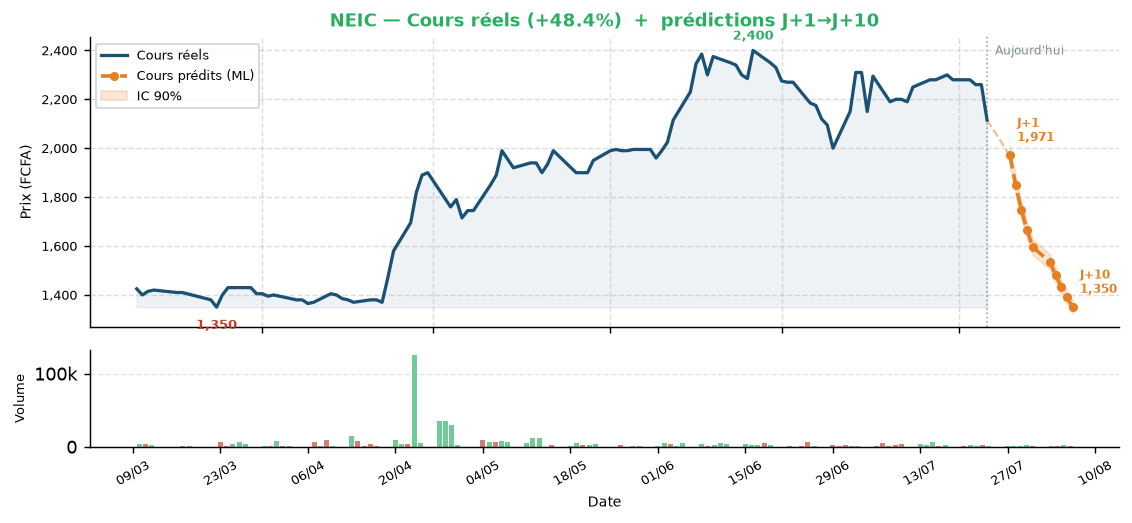 NEIC — Cours réels (+48.4%)  +  prédictions J+1→J+10
2,400
Aujourd'hui
Cours réels
Cours prédits (ML)
IC 90%
J+1
1,971
J+10
1,350
1,350
Prix (FCFA)
2,400
2,200
2,000
1,800
1,600
1,400
Volume
100k
0
09/03
23/03
06/04
20/04
04/05
18/05
01/06
15/06
29/06
13/07
27/07
10/08
Date